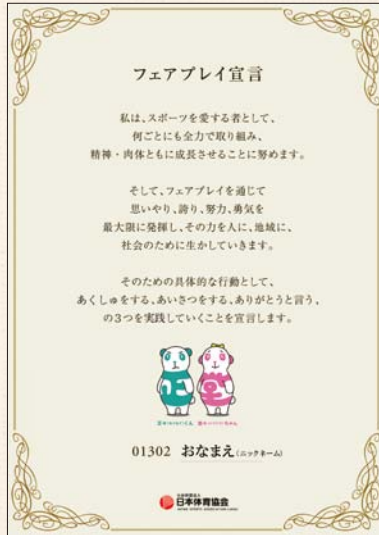 フェアプレイ宣言
私は、スポーツを愛する者として、
何ごとにも全力で取り組み、
精神・肉体ともに成長させることに努めます。
そして、フェアプレイを通じて
思いやり、誇り、努力、勇気を
最大限に発揮し、その力を人に、地域に、
社会のために生かしていきます。
そのための具体的な行動として、
あくしゅをする、あいさつをする、ありがとうと言う、
の3つを実践していくことを宣言します。
正
堂
01302 おなまえ(ニックネーム)
日本体育協会
JAPAN SPORTS ASSOCIATION